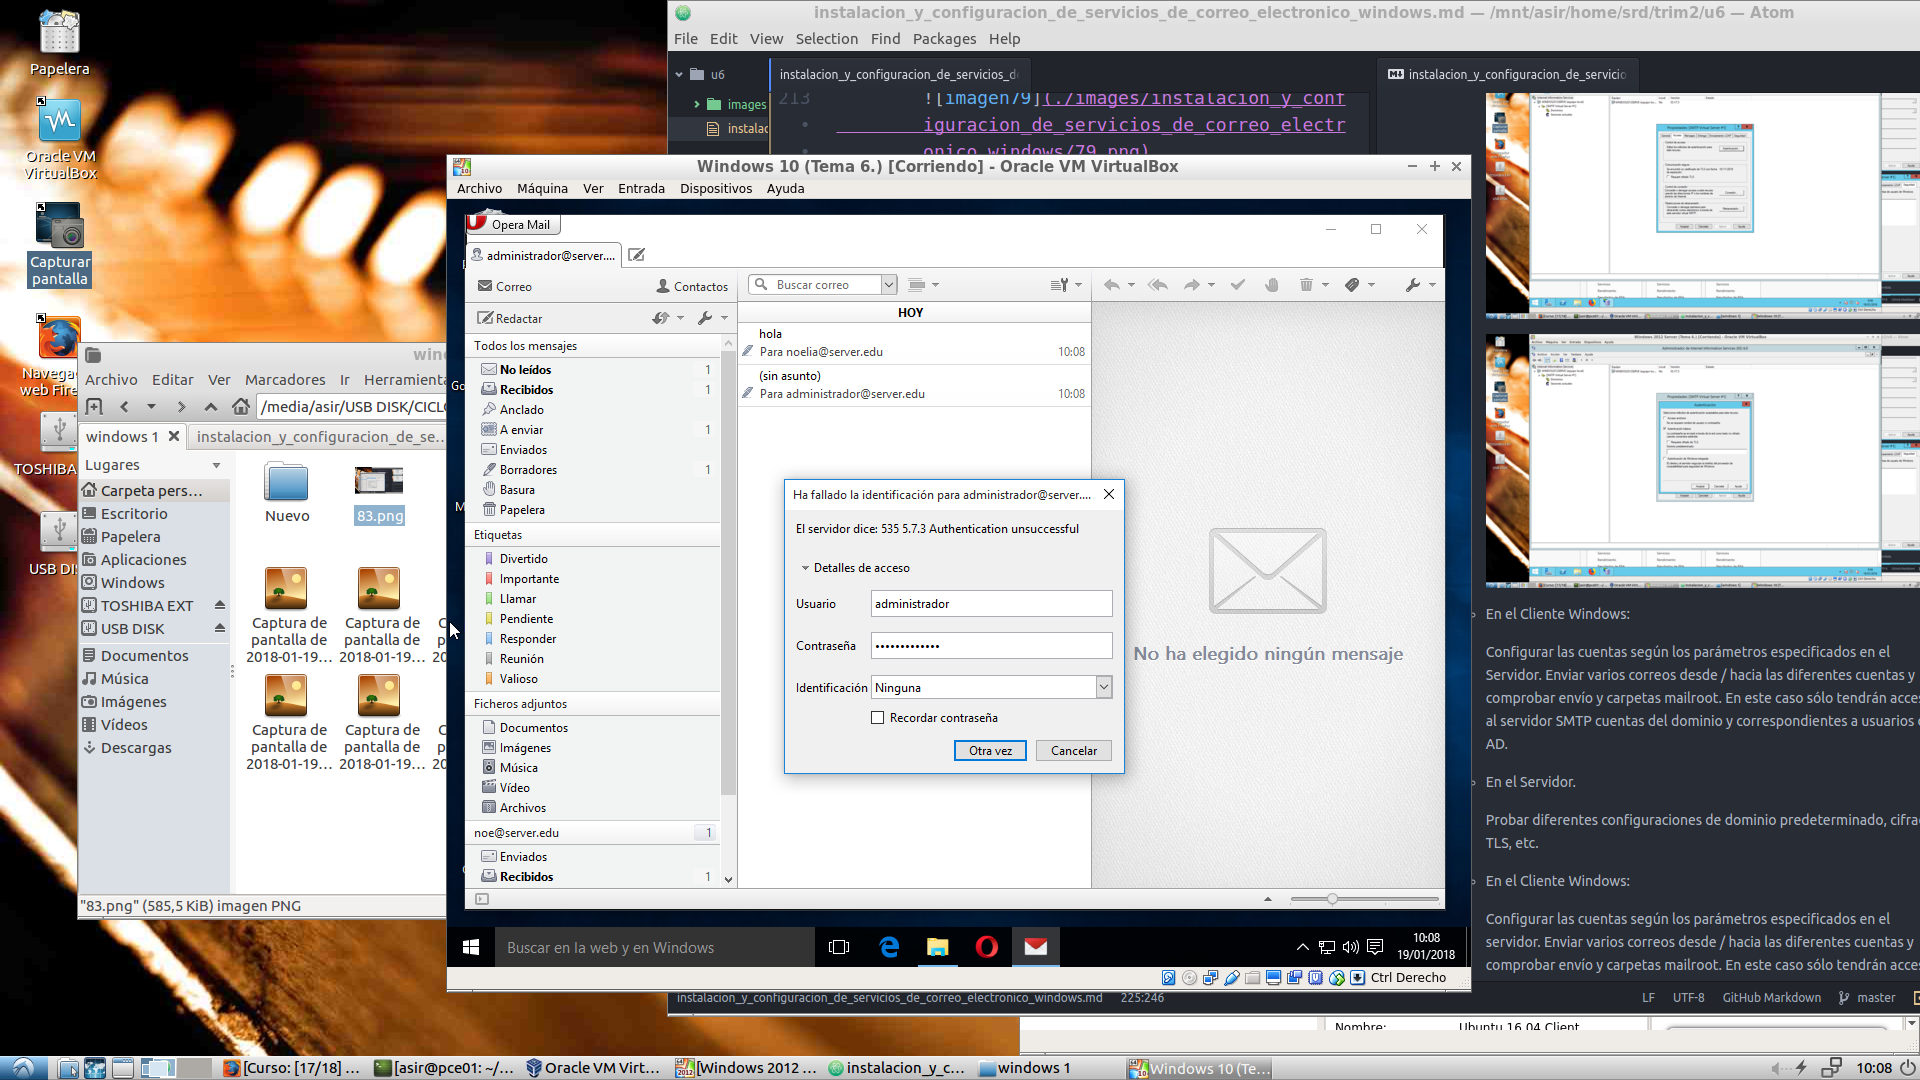 Papelera
Oracle VM
VirtualBox
Capturar
pantalla
TOSHIBA
instalacion_y_configuracion_de_servicios_de_correo_electronico_windows.md — /mnt/asir/home/srd/trim2/u6 — Atom
File Edit View Selection Find Packages Help
u6
images
instalac
instalacion_y_configuracion_de_servicios_d
instalacion_y_configuracion_de_servicio
213 ![imagen79](./images/instalacion_y_conf
iguracion_de_servicios_de_correo_electr
onico_windows/79.png)
Archivo Editar Ver Marcadores Ir Herramienta
/media/asir/USB DISK/CICLO
windows 1
instalacion_y_configuracion_de_se...
Lugares
Carpeta pers...
Escritorio
Papelera
Aplicaciones
Windows
TOSHIBA EXT
USB DISK
Documentos
Música
Imágenes
Vídeos
Descargas
Nuevo
83.png
Captura de
pantalla de
2018-01-19...
Captura de
pantalla de
2018-01-19...
Captura de
pantalla de
2018-01-19...
Captura de
pantalla de
2018-01-19...
"83.png" (585,5 KiB) imagen PNG
Windows 10 (Tema 6.) [Corriendo] - Oracle VM VirtualBox
Archivo Máquina Ver Entrada Dispositivos Ayuda
Opera Mail
administrador@server....
Correo
Contactos
Redactar
Buscar correo
Todos los mensajes
No leídos 1
Recibidos 1
Anclado
A enviar 1
Enviados
Borradores 1
Basura
Papelera
Etiquetas
Divertido
Importante
Llamar
Pendiente
Responder
Reunión
Valioso
Ficheros adjuntos
Documentos
Imágenes
Música
Vídeo
Archivos
noe@server.edu 1
Enviados
Recibidos 1
HOY
hola
Para noelia@server.edu 10:08
(sin asunto)
Para administrador@server.edu 10:08
Ha fallado la identificación para administrador@server....
El servidor dice: 535 5.7.3 Authentication unsuccessful
Detalles de acceso
Usuario administrador
Contraseña •••••••••••••
Identificación Ninguna
Recordar contraseña
Otra vez
Cancelar
No ha elegido ningún mensaje
Buscar en la web y en Windows
10:08
19/01/2018
Ctrl Derecho
En el Cliente Windows:
Configurar las cuentas según los parámetros especificados en el
Servidor. Enviar varios correos desde / hacia las diferentes cuentas y
comprobar envío y carpetas mailroot. En este caso sólo tendrán acce
al servidor SMTP cuentas del dominio y correspondientes a usuarios
AD.
En el Servidor.
Probar diferentes configuraciones de dominio predeterminado, cifra
TLS, etc.
En el Cliente Windows:
Configurar las cuentas según los parámetros especificados en el
servidor. Enviar varios correos desde / hacia las diferentes cuentas y
comprobar envío y carpetas mailroot. En este caso sólo tendrán acce
instalacion_y_configuracion_de_servicios_de_correo_electronico_windows.md 225:246
LF UTF-8 GitHub Markdown master
Nombre: Ubuntu 16.04 Client
[Curso: [17/18] ...
[asir@pce01: ~/...
Oracle VM Virt...
[Windows 2012 ...
instalacion_y_c...
windows 1
Windows 10 (Te...
10:08